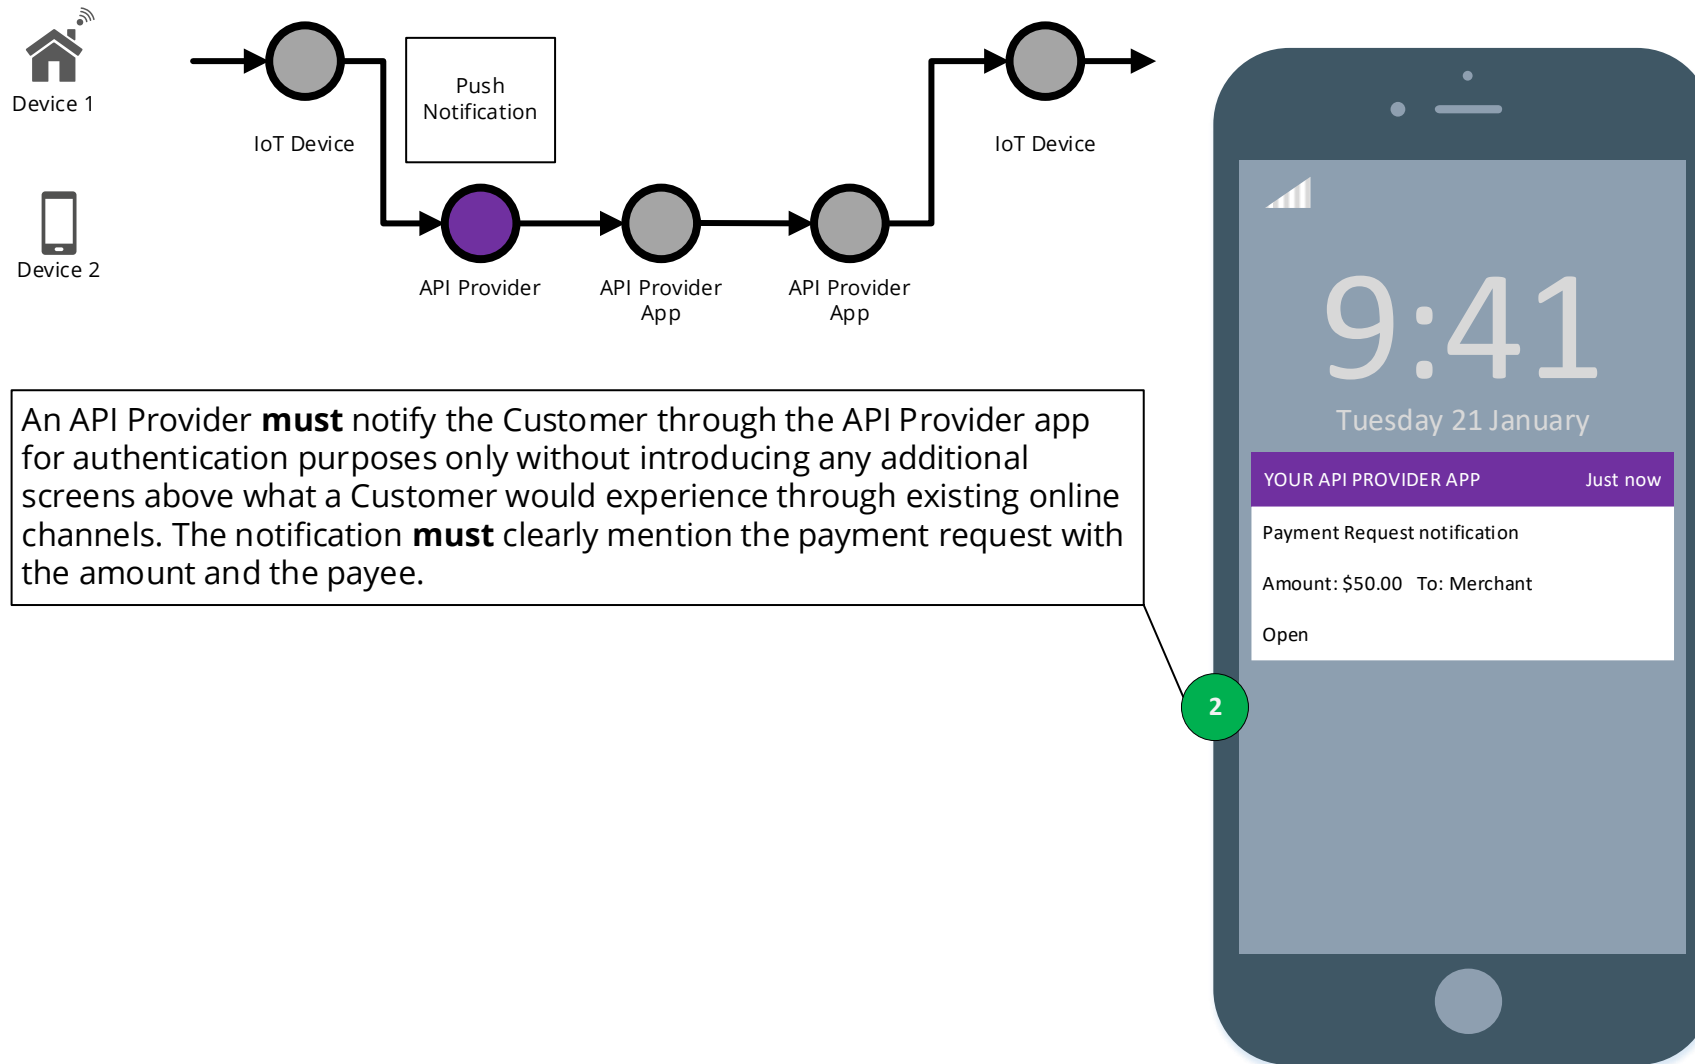 Device 1
IoT Device
Push
Notification
IoT Device
Device 2
API Provider
API Provider
App
API Provider
App
An API Provider must notify the Customer through the API Provider app
for authentication purposes only without introducing any additional
screens above what a Customer would experience through existing online
channels. The notification must clearly mention the payment request with
the amount and the payee.
2
9:41
Tuesday 21 January
YOUR API PROVIDER APP Just now
Payment Request notification
Amount: $50.00 To: Merchant
Open